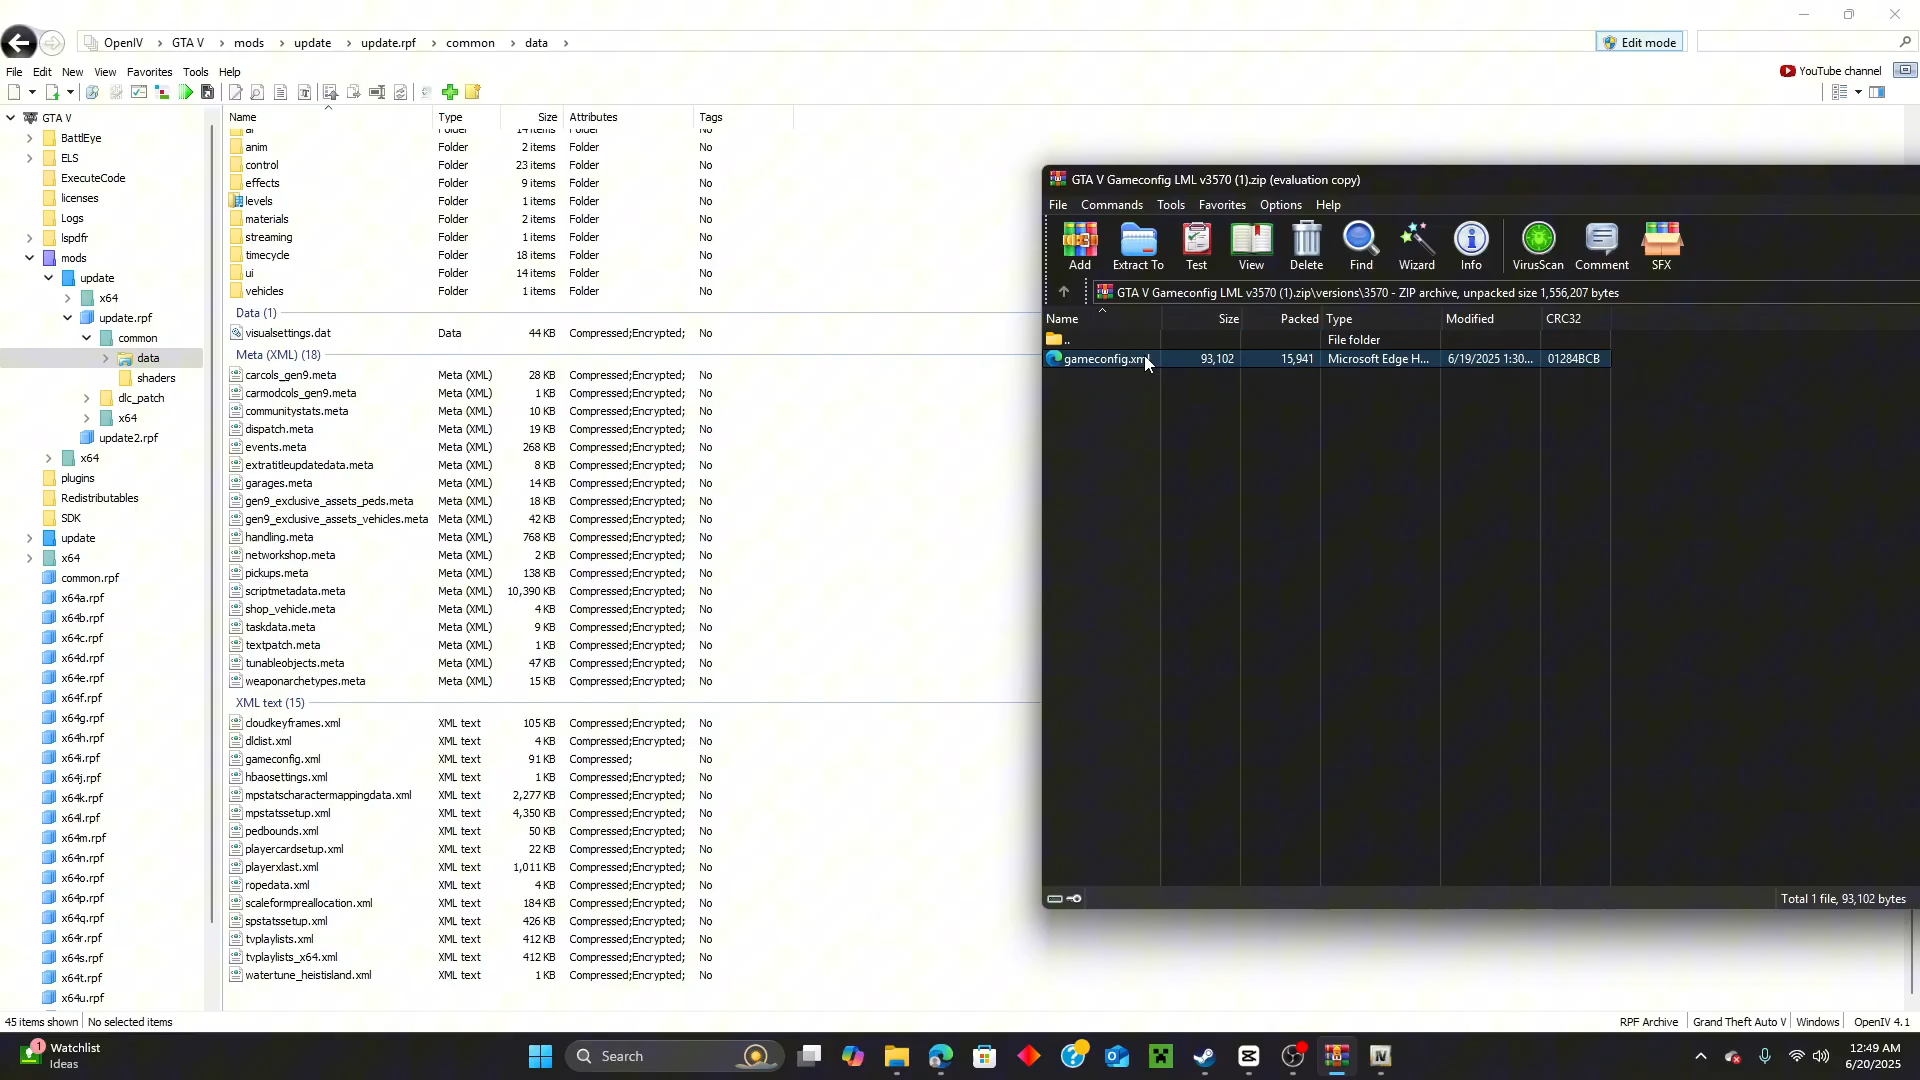 OpenIV > GTA V > mods > update > update.rpf > common > data >
Edit mode
File Edit New View Favorites Tools Help
YouTube channel
GTA V
BattlEye
ELS
ExecuteCode
licenses
Logs
lspdfr
mods
update
x64
update.rpf
common
data
shaders
dlc_patch
x64
update2.rpf
x64
plugins
Redistributables
SDK
update
x64
common.rpf
x64a.rpf
x64b.rpf
x64c.rpf
x64d.rpf
x64e.rpf
x64f.rpf
x64g.rpf
x64h.rpf
x64i.rpf
x64j.rpf
x64k.rpf
x64l.rpf
x64m.rpf
x64n.rpf
x64o.rpf
x64p.rpf
x64q.rpf
x64r.rpf
x64s.rpf
x64t.rpf
x64u.rpf
Name Type Size Attributes Tags
ai Folder 14 items Folder No
anim Folder 2 items Folder No
control Folder 23 items Folder No
effects Folder 9 items Folder No
levels Folder 1 items Folder No
materials Folder 2 items Folder No
streaming Folder 1 items Folder No
timecycle Folder 18 items Folder No
ui Folder 14 items Folder No
vehicles Folder 1 items Folder No
Data (1)
visualsettings.dat Data 44 KB Compressed;Encrypted; No
Meta (XML) (18)
carcols_gen9.meta Meta (XML) 28 KB Compressed;Encrypted; No
carmodcols_gen9.meta Meta (XML) 1 KB Compressed;Encrypted; No
communitystats.meta Meta (XML) 10 KB Compressed;Encrypted; No
dispatch.meta Meta (XML) 19 KB Compressed;Encrypted; No
events.meta Meta (XML) 268 KB Compressed;Encrypted; No
extratitleupdatedata.meta Meta (XML) 8 KB Compressed;Encrypted; No
garages.meta Meta (XML) 14 KB Compressed;Encrypted; No
gen9_exclusive_assets_peds.meta Meta (XML) 18 KB Compressed;Encrypted; No
gen9_exclusive_assets_vehicles.meta Meta (XML) 42 KB Compressed;Encrypted; No
handling.meta Meta (XML) 768 KB Compressed;Encrypted; No
networkshop.meta Meta (XML) 2 KB Compressed;Encrypted; No
pickups.meta Meta (XML) 138 KB Compressed;Encrypted; No
scriptmetadata.meta Meta (XML) 10,390 KB Compressed;Encrypted; No
shop_vehicle.meta Meta (XML) 4 KB Compressed;Encrypted; No
taskdata.meta Meta (XML) 9 KB Compressed;Encrypted; No
textpatch.meta Meta (XML) 1 KB Compressed;Encrypted; No
tunableobjects.meta Meta (XML) 47 KB Compressed;Encrypted; No
weaponarchetypes.meta Meta (XML) 15 KB Compressed;Encrypted; No
XML text (15)
cloudkeyframes.xml XML text 105 KB Compressed;Encrypted; No
dlclist.xml XML text 4 KB Compressed;Encrypted; No
gameconfig.xml XML text 91 KB Compressed; No
hbaosettings.xml XML text 1 KB Compressed;Encrypted; No
mpstatscharactermappingdata.xml XML text 2,277 KB Compressed;Encrypted; No
mpstatssetup.xml XML text 4,350 KB Compressed;Encrypted; No
pedbounds.xml XML text 50 KB Compressed;Encrypted; No
playercardsetup.xml XML text 22 KB Compressed;Encrypted; No
playerxlast.xml XML text 1,011 KB Compressed;Encrypted; No
ropedata.xml XML text 4 KB Compressed;Encrypted; No
scaleformpreallocation.xml XML text 184 KB Compressed;Encrypted; No
spstatssetup.xml XML text 426 KB Compressed;Encrypted; No
tvplaylists.xml XML text 412 KB Compressed;Encrypted; No
tvplaylists_x64.xml XML text 412 KB Compressed;Encrypted; No
watertune_heistisland.xml XML text 1 KB Compressed;Encrypted; No
GTA V Gameconfig LML v3570 (1).zip (evaluation copy)
File Commands Tools Favorites Options Help
Add Extract To Test View Delete Find Wizard Info VirusScan Comment SFX
GTA V Gameconfig LML v3570 (1).zip\versions\3570 - ZIP archive, unpacked size 1,556,207 bytes
Name Size Packed Type Modified CRC32
.. File folder
gameconfig.xml 93,102 15,941 Microsoft Edge H... 6/19/2025 1:30... 01284BCB
Total 1 file, 93,102 bytes
45 items shown No selected items
RPF Archive Grand Theft Auto V Windows OpenIV 4.1
1
Watchlist
Ideas
Search
IV
12:49 AM
6/20/2025